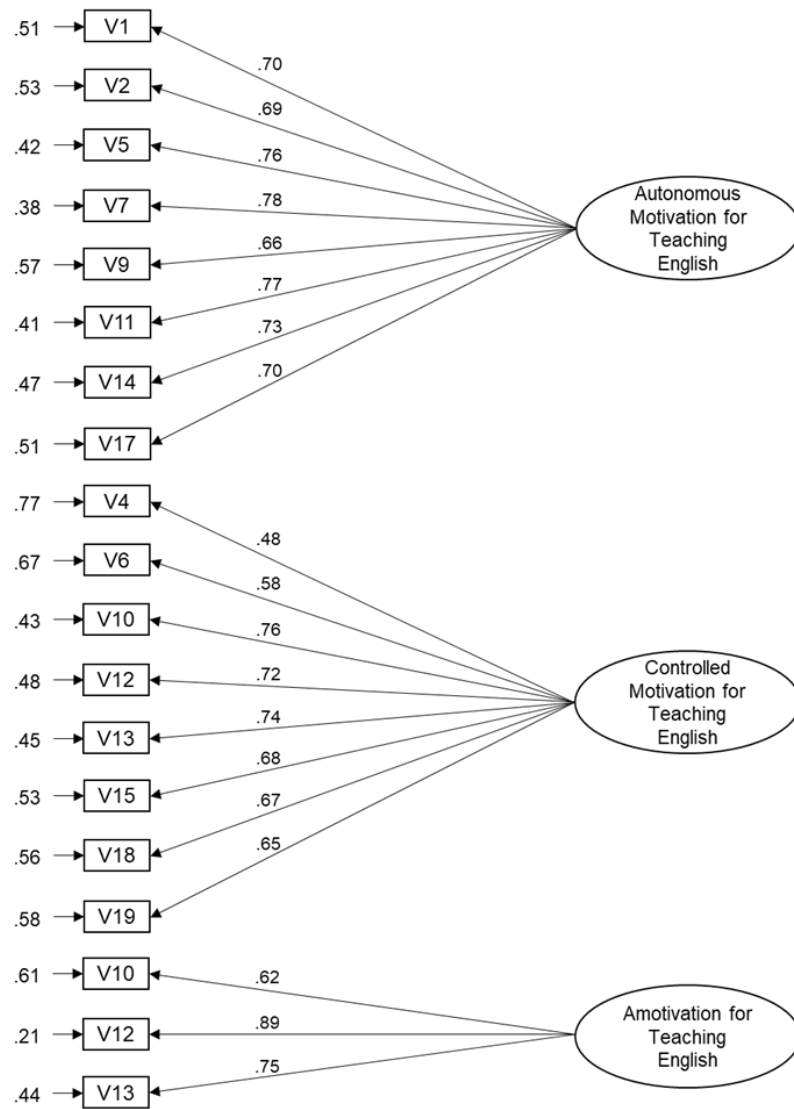 .51 V1 .70
.53 V2 .69
.42 V5 .76
.38 V7 .78
.57 V9 .66
.41 V11 .77
.47 V14 .73
.51 V17 .70
Autonomous
Motivation for
Teaching
English
.77 V4 .48
.67 V6 .58
.43 V10 .76
.48 V12 .72
.45 V13 .74
.53 V15 .68
.56 V18 .67
.58 V19 .65
Controlled
Motivation for
Teaching
English
.61 V10 .62
.21 V12 .89
.44 V13 .75
Amotivation for
Teaching
English